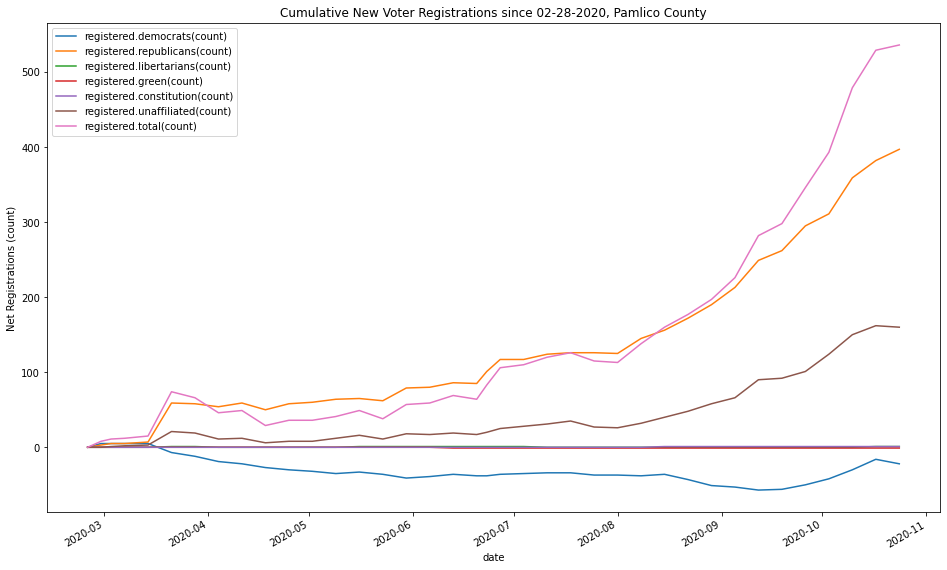 Cumulative New Voter Registrations since 02-28-2020, Pamlico County
registered.democrats(count)
registered.republicans(count)
registered.libertarians(count)
registered.green(count)
registered.constitution(count)
registered.unaffiliated(count)
registered.total(count)
Net Registrations (count)
500
400
300
200
100
0
2020-03
2020-04
2020-05
2020-06
2020-07
2020-08
2020-09
2020-10
2020-11
date